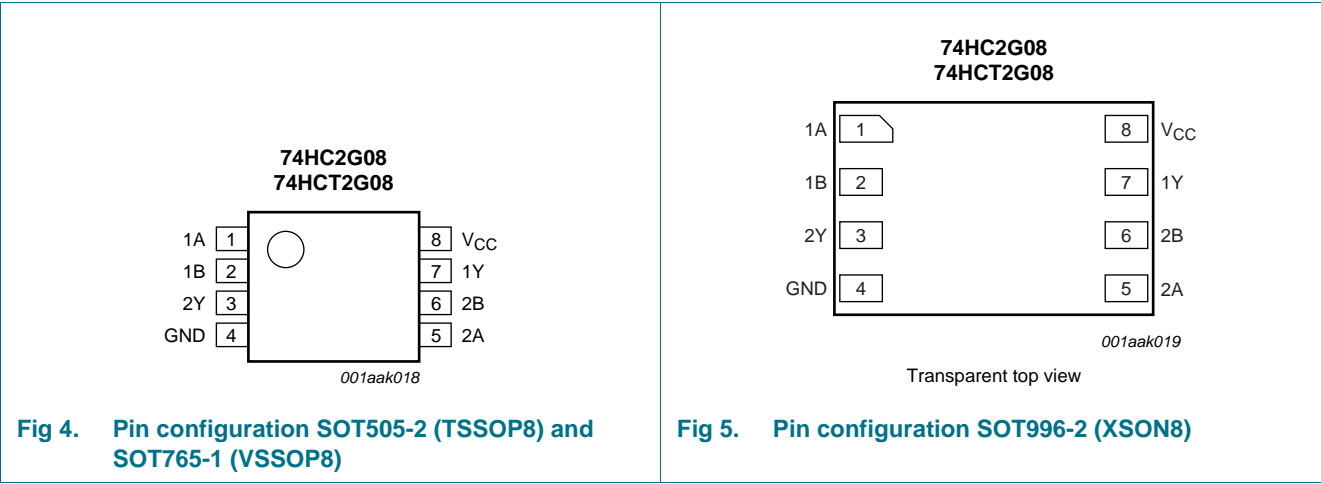 74HC2G08
74HCT2G08
1A 1 8 VCC
1B 2 7 1Y
2Y 3 6 2B
GND 4 5 2A
001aak018
Fig 4. Pin configuration SOT505-2 (TSSOP8) and
SOT765-1 (VSSOP8)
74HC2G08
74HCT2G08
1A 1 8 VCC
1B 2 7 1Y
2Y 3 6 2B
GND 4 5 2A
001aak019
Transparent top view
Fig 5. Pin configuration SOT996-2 (XSON8)